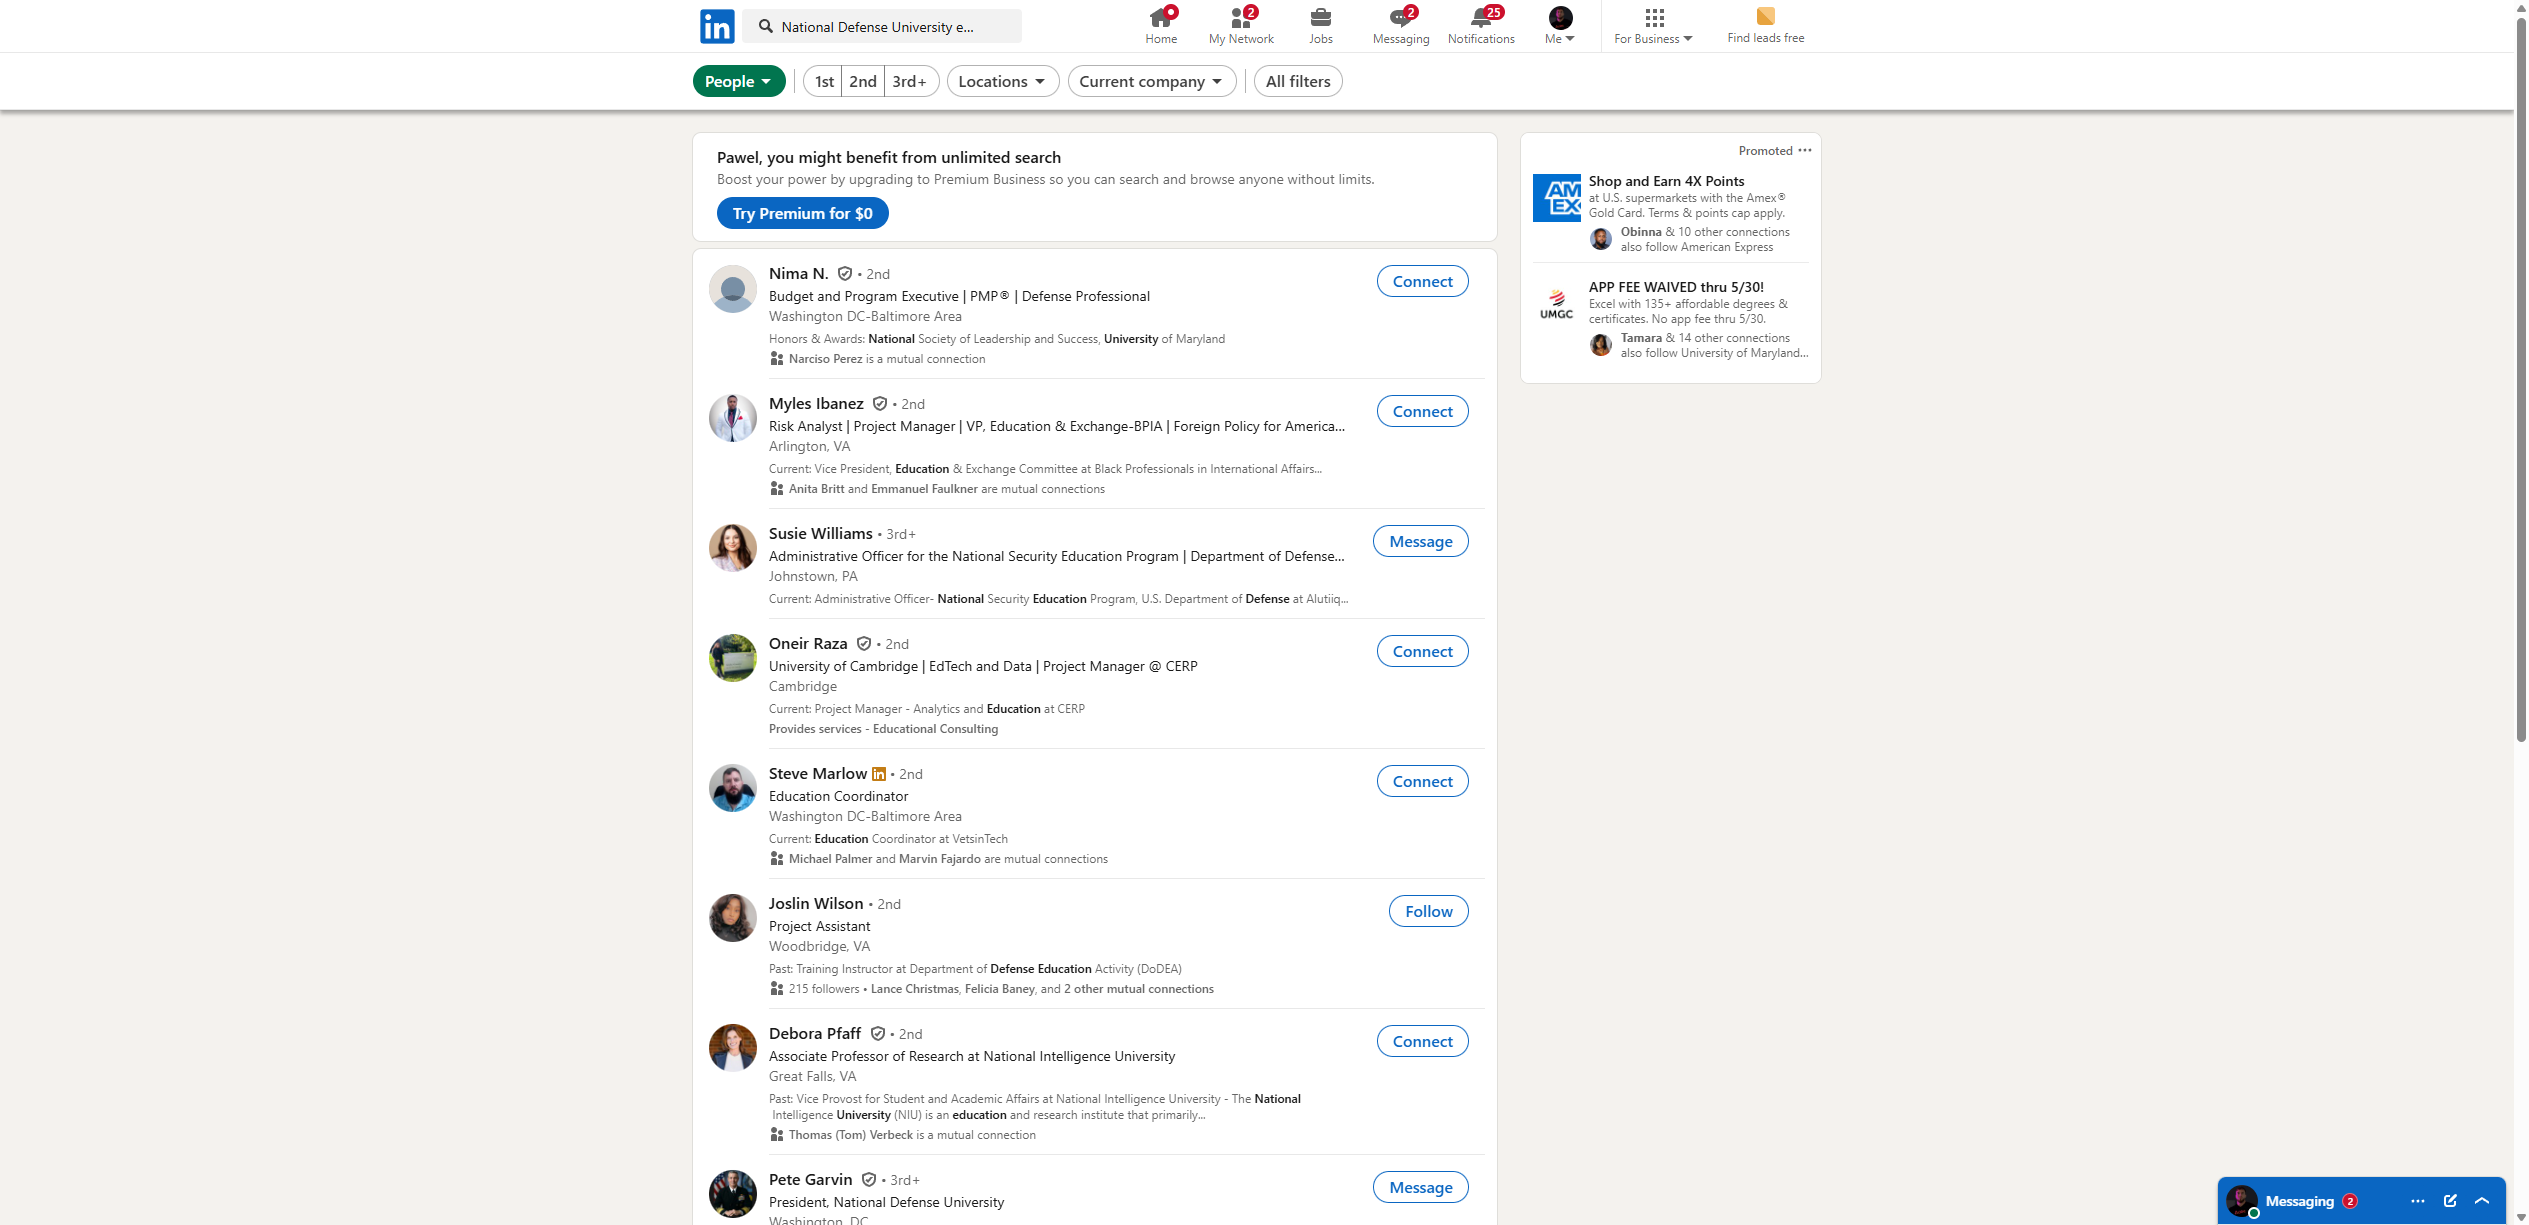 in
National Defense University e...
Home
2
My Network
Jobs
2
Messaging
25
Notifications
Me
For Business
Find leads free
People
1st
2nd
3rd+
Locations
Current company
All filters
Pawel, you might benefit from unlimited search
Boost your power by upgrading to Premium Business so you can search and browse anyone without limits.
Try Premium for $0
Nima N. • 2nd
Budget and Program Executive | PMP® | Defense Professional
Washington DC-Baltimore Area
Honors & Awards: National Society of Leadership and Success, University of Maryland
Narciso Perez is a mutual connection
Connect
Myles Ibanez • 2nd
Risk Analyst | Project Manager | VP, Education & Exchange-BPIA | Foreign Policy for America...
Arlington, VA
Current: Vice President, Education & Exchange Committee at Black Professionals in International Affairs...
Anita Britt and Emmanuel Faulkner are mutual connections
Connect
Susie Williams • 3rd+
Administrative Officer for the National Security Education Program | Department of Defense...
Johnstown, PA
Current: Administrative Officer- National Security Education Program, U.S. Department of Defense at Alutiiq...
Message
Oneir Raza • 2nd
University of Cambridge | EdTech and Data | Project Manager @ CERP
Cambridge
Current: Project Manager - Analytics and Education at CERP
Provides services - Educational Consulting
Connect
Steve Marlow in • 2nd
Education Coordinator
Washington DC-Baltimore Area
Current: Education Coordinator at VetsinTech
Michael Palmer and Marvin Fajardo are mutual connections
Connect
Joslin Wilson • 2nd
Project Assistant
Woodbridge, VA
Past: Training Instructor at Department of Defense Education Activity (DoDEA)
215 followers • Lance Christmas, Felicia Baney, and 2 other mutual connections
Follow
Debora Pfaff • 2nd
Associate Professor of Research at National Intelligence University
Great Falls, VA
Past: Vice Provost for Student and Academic Affairs at National Intelligence University - The National
Intelligence University (NIU) is an education and research institute that primarily...
Thomas (Tom) Verbeck is a mutual connection
Connect
Pete Garvin • 3rd+
President, National Defense University
Washington, DC
Message
Promoted ···
AM
EX
Shop and Earn 4X Points
at U.S. supermarkets with the Amex®
Gold Card. Terms & points cap apply.
Obinna & 10 other connections
also follow American Express
UMGC
APP FEE WAIVED thru 5/30!
Excel with 135+ affordable degrees &
certificates. No app fee thru 5/30.
Tamara & 14 other connections
also follow University of Maryland...
Messaging 2